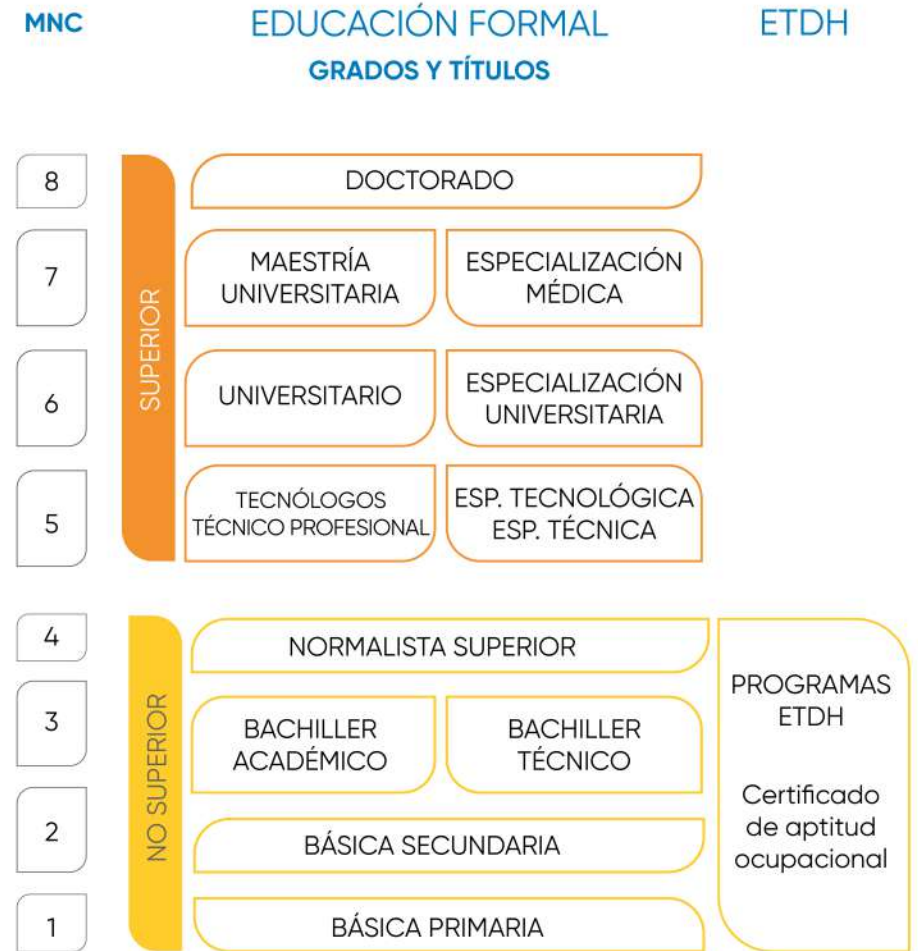 MNC
EDUCACIÓN FORMAL
ETDH
GRADOS Y TÍTULOS
8
SUPERIOR
DOCTORADO
7
MAESTRÍA
UNIVERSITARIA
ESPECIALIZACIÓN
MÉDICA
6
UNIVERSITARIO
ESPECIALIZACIÓN
UNIVERSITARIA
5
TECNÓLOGOS
TÉCNICO PROFESIONAL
ESP. TECNOLÓGICA
ESP. TÉCNICA
4
NO SUPERIOR
NORMALISTA SUPERIOR
3
BACHILLER
ACADÉMICO
BACHILLER
TÉCNICO
2
BÁSICA SECUNDARIA
1
BÁSICA PRIMARIA
PROGRAMAS
ETDH
Certificado
de aptitud
ocupacional